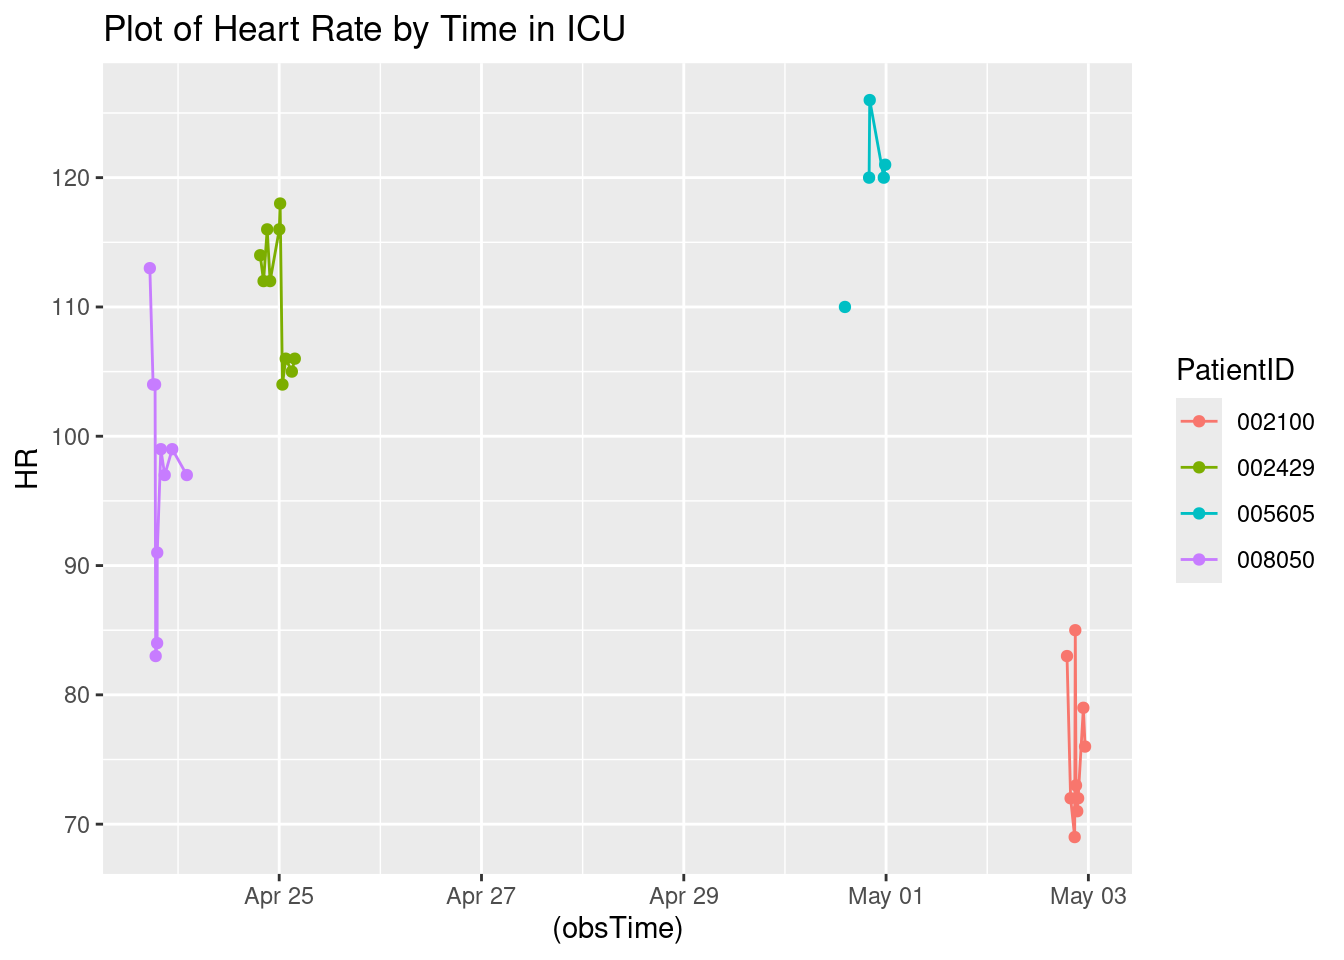 Plot of Heart Rate by Time in ICU
120
110
100
90
80
70
HR
Apr 25
Apr 27
Apr 29
May 01
May 03
(obsTime)
PatientID
002100
002429
005605
008050